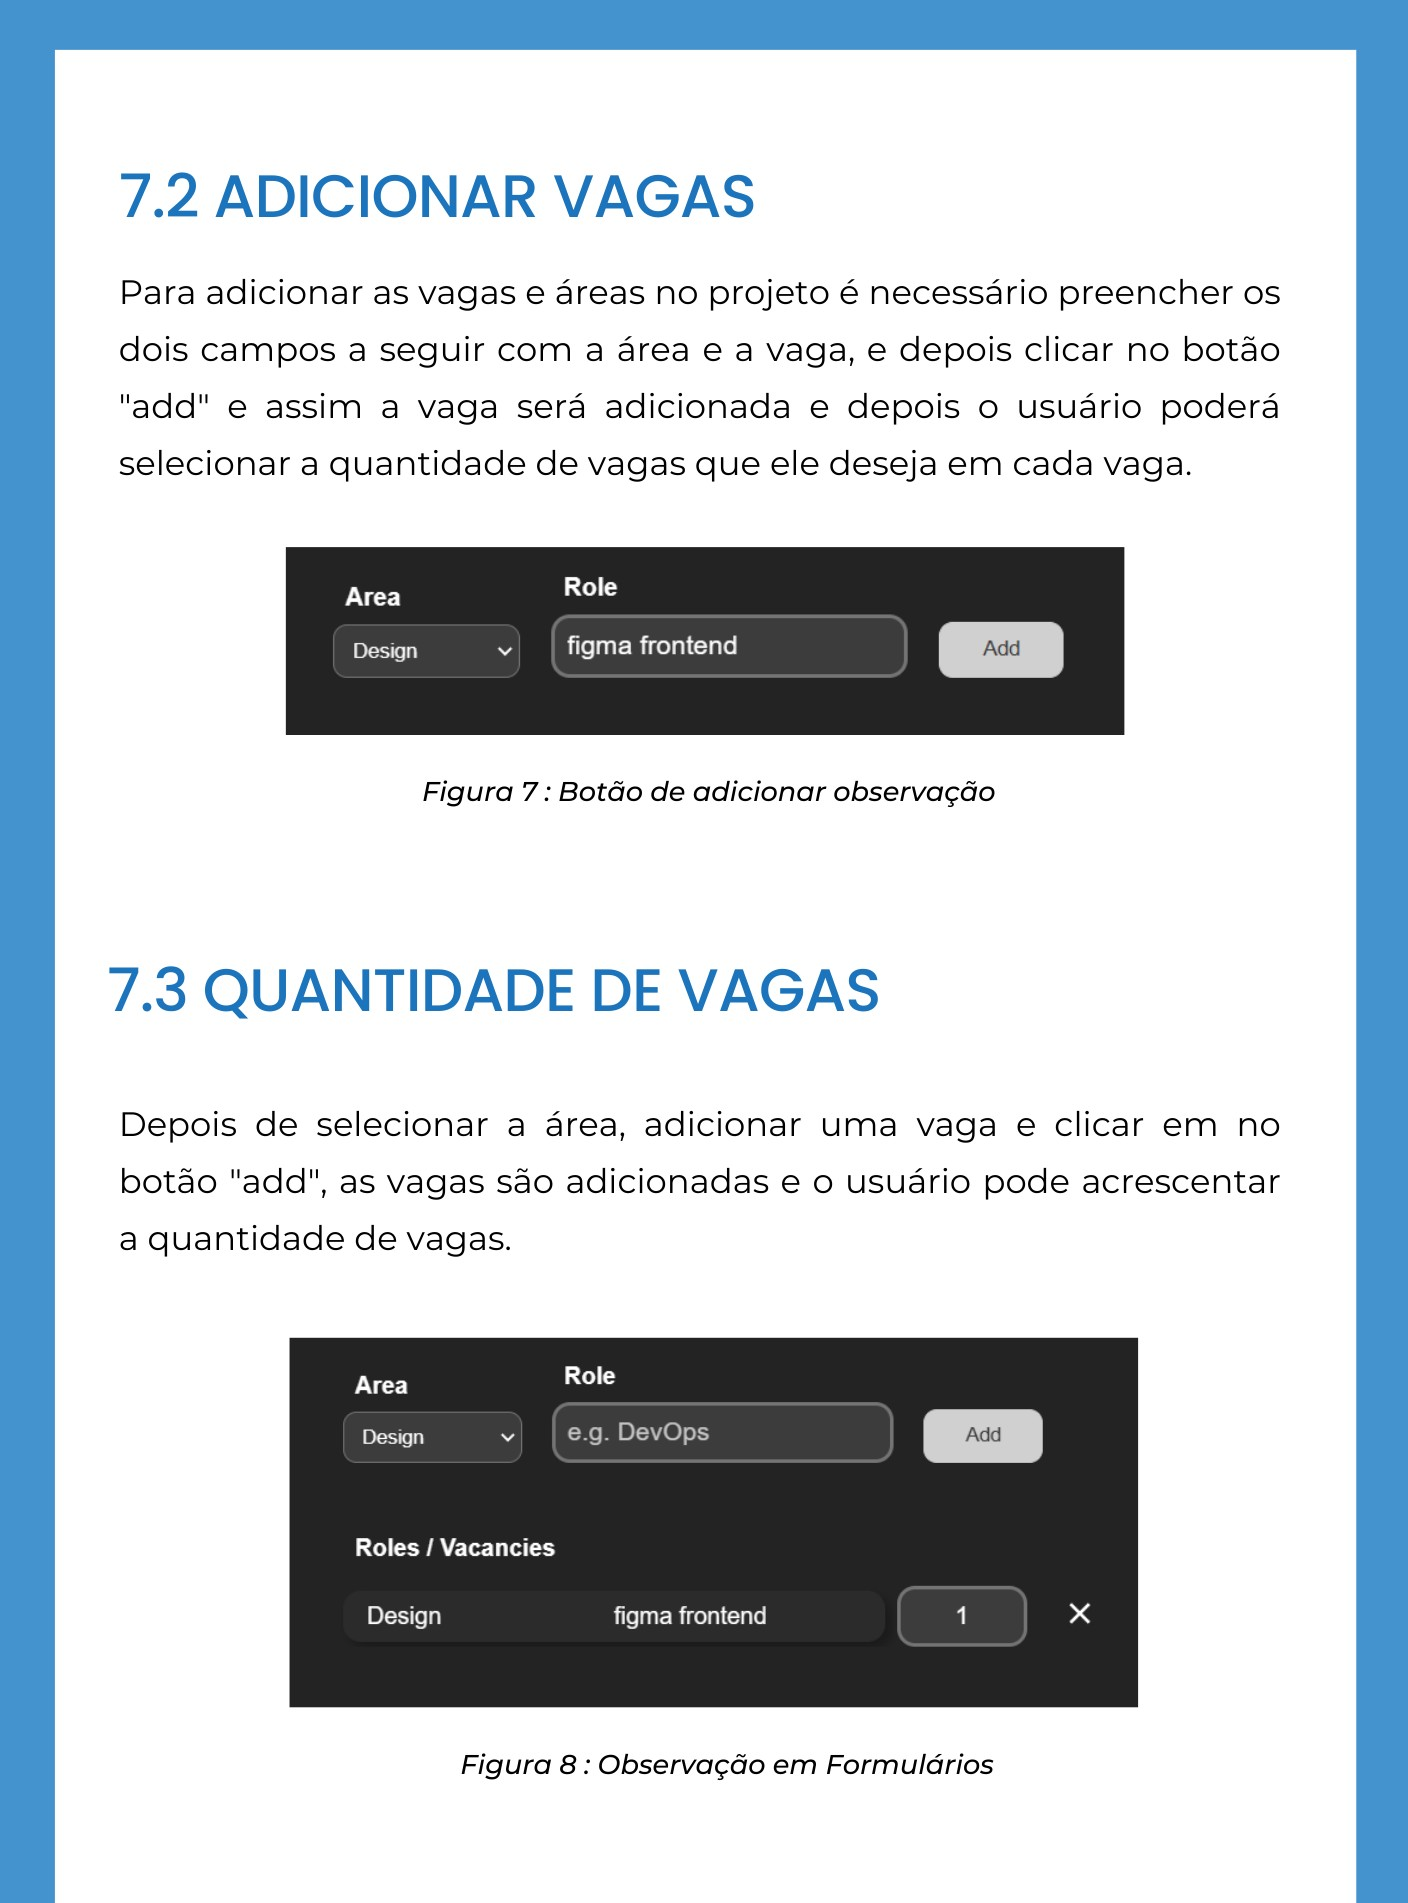 7.2 ADICIONAR VAGAS
Para adicionar as vagas e áreas no projeto é necessário preencher os
dois campos a seguir com a área e a vaga, e depois clicar no botão
"add" e assim a vaga será adicionada e depois o usuário poderá
selecionar a quantidade de vagas que ele deseja em cada vaga.
Area
Role
Design
figma frontend
Add
Figura 7 : Botão de adicionar observação
7.3 QUANTIDADE DE VAGAS
Depois de selecionar a área, adicionar uma vaga e clicar em no
botão "add", as vagas são adicionadas e o usuário pode acrescentar
a quantidade de vagas.
Area
Role
Design
e.g. DevOps
Add
Roles / Vacancies
Design figma frontend 1
Figura 8 : Observação em Formulários